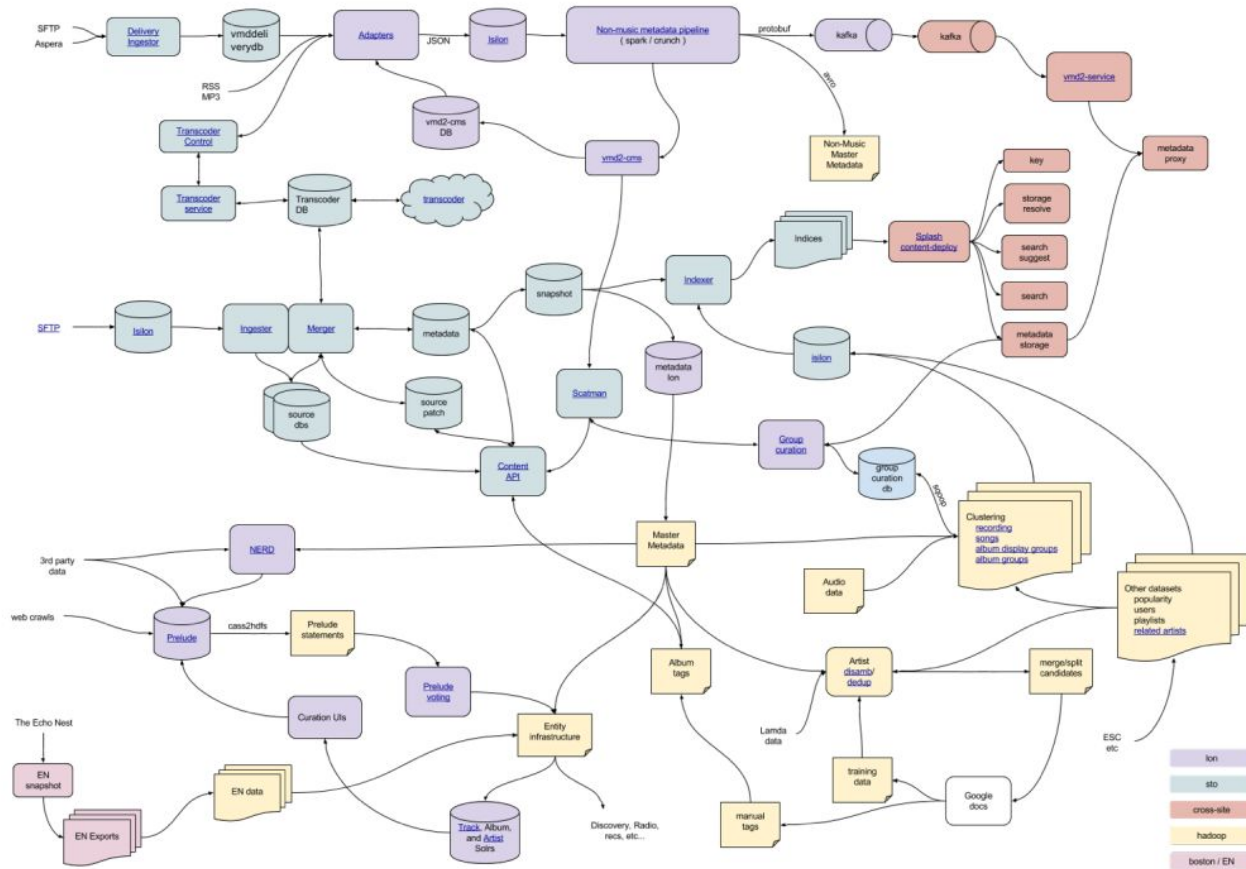 SFTP
Aspera
Delivery
Ingestor
vmddeli
verydb
Adapters
JSON
Isilon
Non-music metadata pipeline
( spark / crunch )
protobuf
kafka
kafka
vmd2-service
RSS
MP3
avro
vmd2-cms
DB
Transcoder
Control
vmd2-cms
Non-Music
Master
Metadata
key
metadata
proxy
Transcoder
service
Transcoder
DB
transcoder
storage
resolve
Indices
Splash
content-deploy
search
suggest
snapshot
Indexer
search
SFTP
Isilon
Ingester
Merger
metadata
metadata
storage
isilon
metadata
lon
source
dbs
source
patch
Scatman
Group
curation
Content
API
group
curation
db
sqoop
Clustering
recording
songs
album display groups
album groups
Master
Metadata
3rd party
data
NERD
Audio
data
Other datasets
popularity
users
playlists
related artists
web crawls
Prelude
cass2hdfs
Prelude
statements
Album
tags
Artist
disamb/
dedup
merge/split
candidates
Prelude
voting
Curation UIs
The Echo Nest
Entity
infrastructure
Lamda
data
ESC
etc
EN
snapshot
EN data
training
data
Google
docs
EN Exports
Track, Album,
and Artist
Solrs
Discovery, Radio,
recs, etc...
manual
tags
lon
sto
cross-site
hadoop
boston / EN